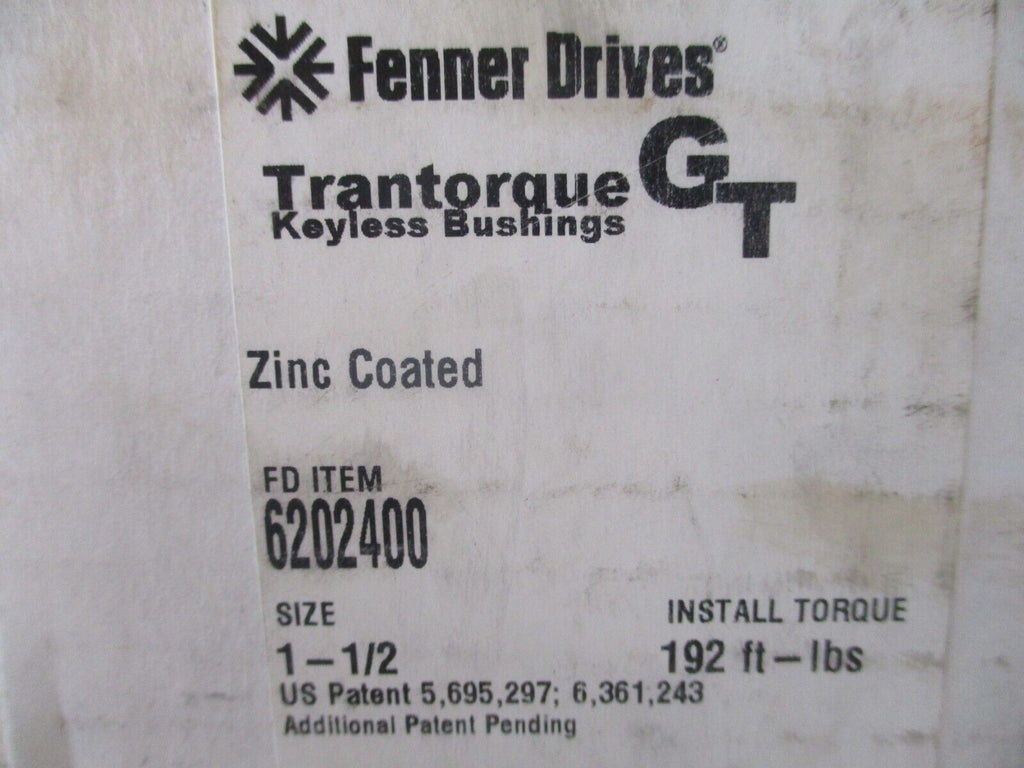 Fenner Drives®
Trantorque GT
Keyless Bushings
Zinc Coated
FD ITEM
6202400
SIZE
1–1/2
INSTALL TORQUE
192 ft–lbs
US Patent 5,695,297; 6,361,243
Additional Patent Pending